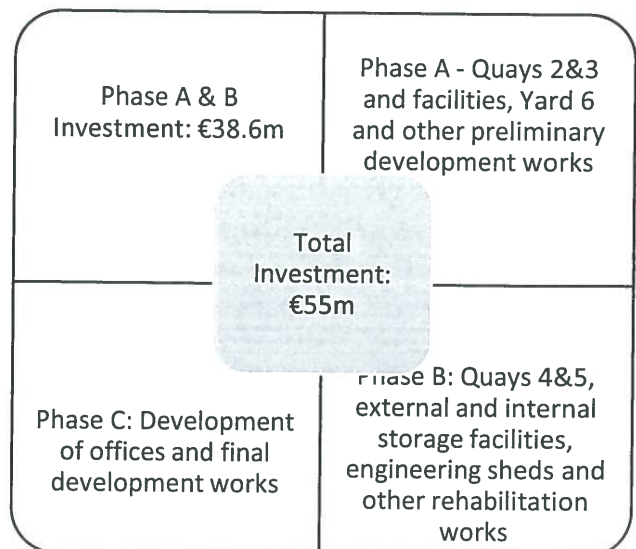 Phase A & B
Investment: €38.6m
Phase A - Quays 2&3
and facilities, Yard 6
and other preliminary
development works
Total
Investment:
€55m
Phase C: Development
of offices and final
development works
Phase B: Quays 4&5,
external and internal
storage facilities,
engineering sheds and
other rehabilitation
works